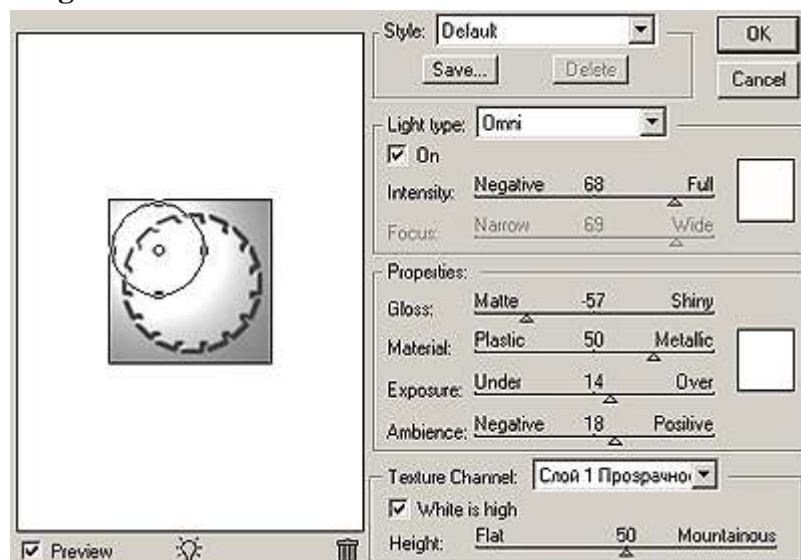 Style: Default
OK
Save... Delete
Cancel
Light type: Omni
On
Intensity: Negative 68 Full
Focus: Narrow 69 Wide
Properties:
Gloss: Matte -57 Shiny
Material: Plastic 50 Metallic
Exposure: Under 14 Over
Ambience: Negative 18 Positive
Texture Channel: Слой 1 Прозрачно
White is high
Height: Flat 50 Mountainous
Preview